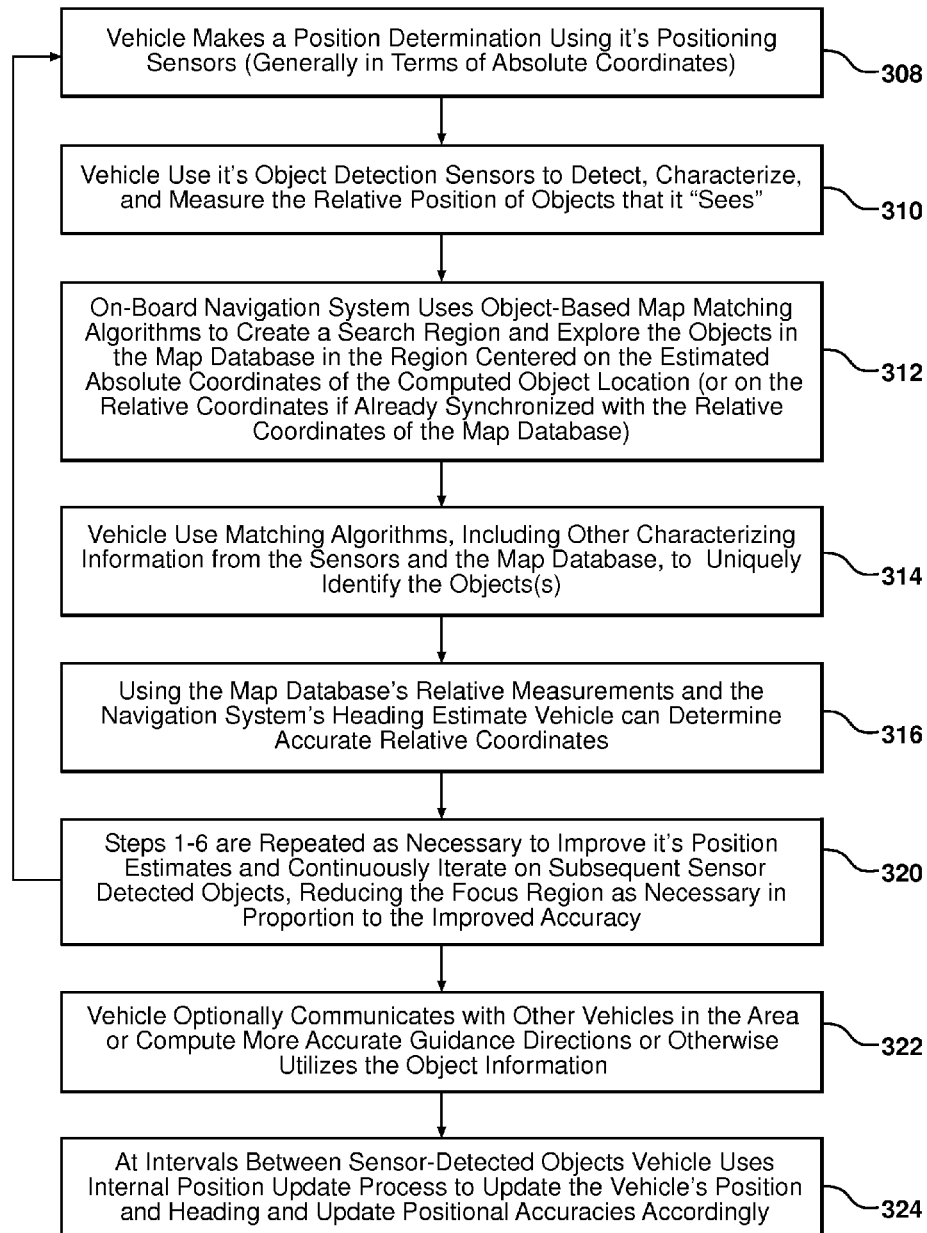 Vehicle Makes a Position Determination Using it's Positioning
Sensors (Generally in Terms of Absolute Coordinates)
308
Vehicle Use it's Object Detection Sensors to Detect, Characterize,
and Measure the Relative Position of Objects that it “Sees”
310
On-Board Navigation System Uses Object-Based Map Matching
Algorithms to Create a Search Region and Explore the Objects in
the Map Database in the Region Centered on the Estimated
Absolute Coordinates of the Computed Object Location (or on the
Relative Coordinates if Already Synchronized with the Relative
Coordinates of the Map Database)
312
Vehicle Use Matching Algorithms, Including Other Characterizing
Information from the Sensors and the Map Database, to Uniquely
Identify the Objects(s)
314
Using the Map Database's Relative Measurements and the
Navigation System's Heading Estimate Vehicle can Determine
Accurate Relative Coordinates
316
Steps 1-6 are Repeated as Necessary to Improve it's Position
Estimates and Continuously Iterate on Subsequent Sensor
Detected Objects, Reducing the Focus Region as Necessary in
Proportion to the Improved Accuracy
320
Vehicle Optionally Communicates with Other Vehicles in the Area
or Compute More Accurate Guidance Directions or Otherwise
Utilizes the Object Information
322
At Intervals Between Sensor-Detected Objects Vehicle Uses
Internal Position Update Process to Update the Vehicle's Position
and Heading and Update Positional Accuracies Accordingly
324